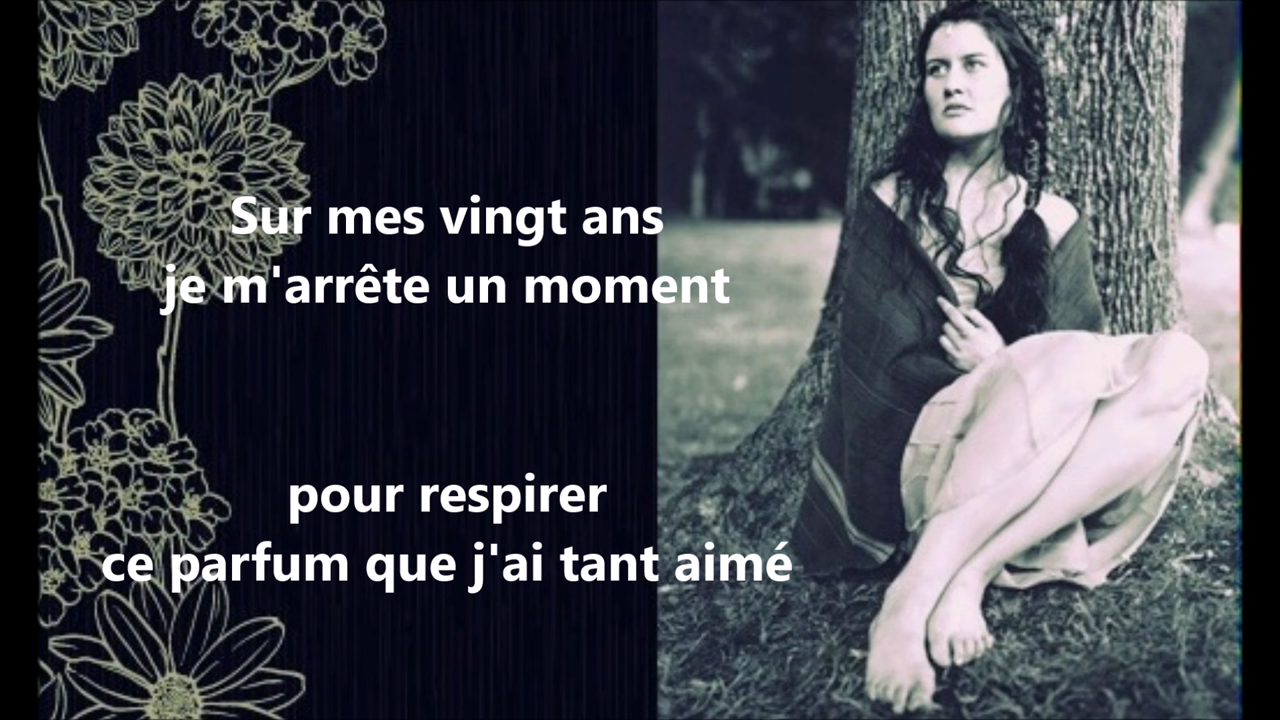 Sur mes vingt ans
je m'arrête un moment
pour respirer
ce parfum que j'ai tant aimé